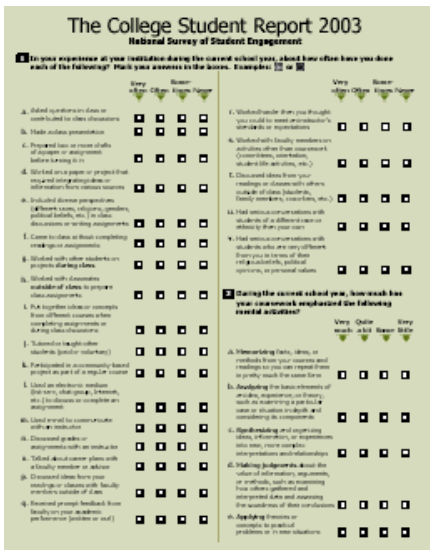 The College Student Report 2003
National Survey of Student Engagement
1 In your experience at your institution during the current school year, about how often have you done
each of the following? Mark your answers in the boxes. Examples: or
Very often Often Some-times Never
a. Asked questions in class or
contributed to class discussions
b. Made a class presentation
c. Prepared two or more drafts
of a paper or assignment
before turning it in
d. Worked on a paper or project that
required integrating ideas or
information from various sources
e. Included diverse perspectives
(different races, religions, genders,
political beliefs, etc.) in class
discussions or writing assignments
f. Came to class without completing
readings or assignments
g. Worked with other students on
projects during class
h. Worked with classmates
outside of class to prepare
class assignments
i. Put together ideas or concepts
from different courses when
completing assignments or
during class discussions
j. Tutored or taught other
students (paid or voluntary)
k. Participated in a community-based
project as part of a regular course
l. Used an electronic medium
(list-serv, chat group, Internet,
etc.) to discuss or complete an
assignment
m. Used email to communicate
with an instructor
n. Discussed grades or
assignments with an instructor
o. Talked about career plans with
a faculty member or advisor
p. Discussed ideas from your
readings or classes with faculty
members outside of class
q. Received prompt feedback from
faculty on your academic
performance (written or oral)
Very often Often Some-times Never
r. Worked harder than you thought
you could to meet an instructor's
standards or expectations
s. Worked with faculty members on
activities other than coursework
(committees, orientation,
student life activities, etc.)
t. Discussed ideas from your
readings or classes with others
outside of class (students,
family members, coworkers, etc.)
u. Had serious conversations with
students of a different race or
ethnicity than your own
v. Had serious conversations with
students who are very different
from you in terms of their
religious beliefs, political
opinions, or personal values
2 During the current school year, how much has
your coursework emphasized the following
mental activities?
Very much Quite a bit Some Very little
a. Memorizing facts, ideas, or
methods from your courses and
readings so you can repeat them
in pretty much the same form
b. Analyzing the basic elements of
an idea, experience, or theory,
such as examining a particular
case or situation in depth and
considering its components
c. Synthesizing and organizing
ideas, information, or experiences
into new, more complex
interpretations and relationships
d. Making judgments about the
value of information, arguments,
or methods, such as examining
how others gathered and
interpreted data and assessing
the soundness of their conclusions
e. Applying theories or
concepts to practical
problems or in new situations